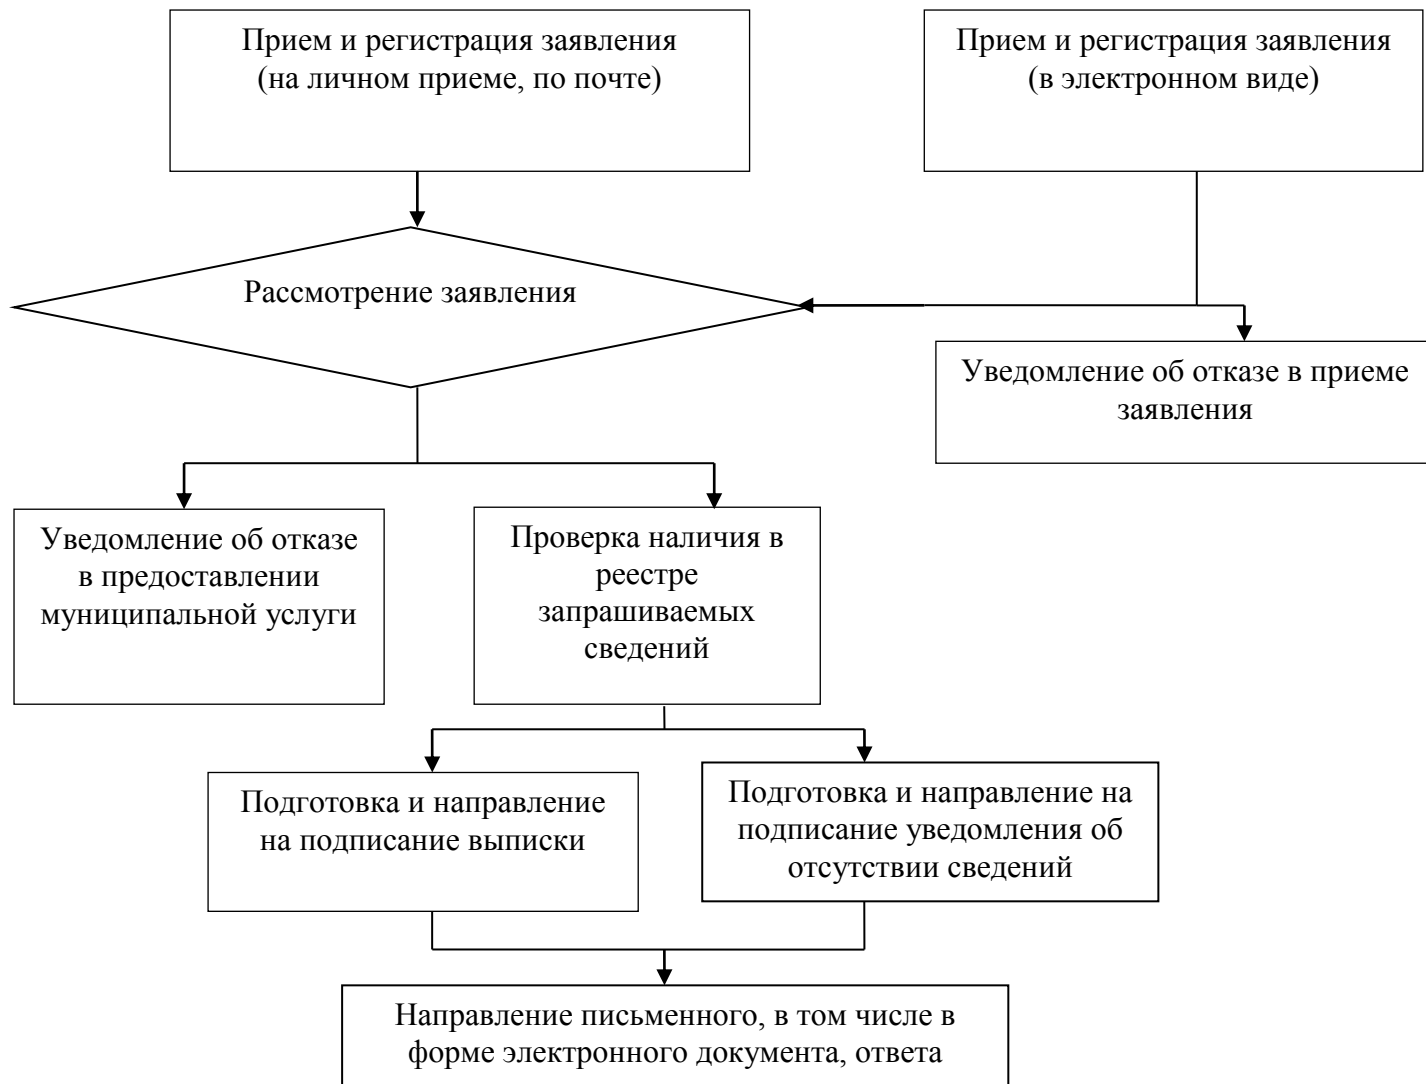 Прием и регистрация заявления
(на личном приеме, по почте)
Прием и регистрация заявления
(в электронном виде)
Рассмотрение заявления
Уведомление об отказе в приеме
заявления
Уведомление об отказе
в предоставлении
муниципальной услуги
Проверка наличия в
реестре
запрашиваемых
сведений
Подготовка и направление
на подписание выписки
Подготовка и направление на
подписание уведомления об
отсутствии сведений
Направление письменного, в том числе в
форме электронного документа, ответа